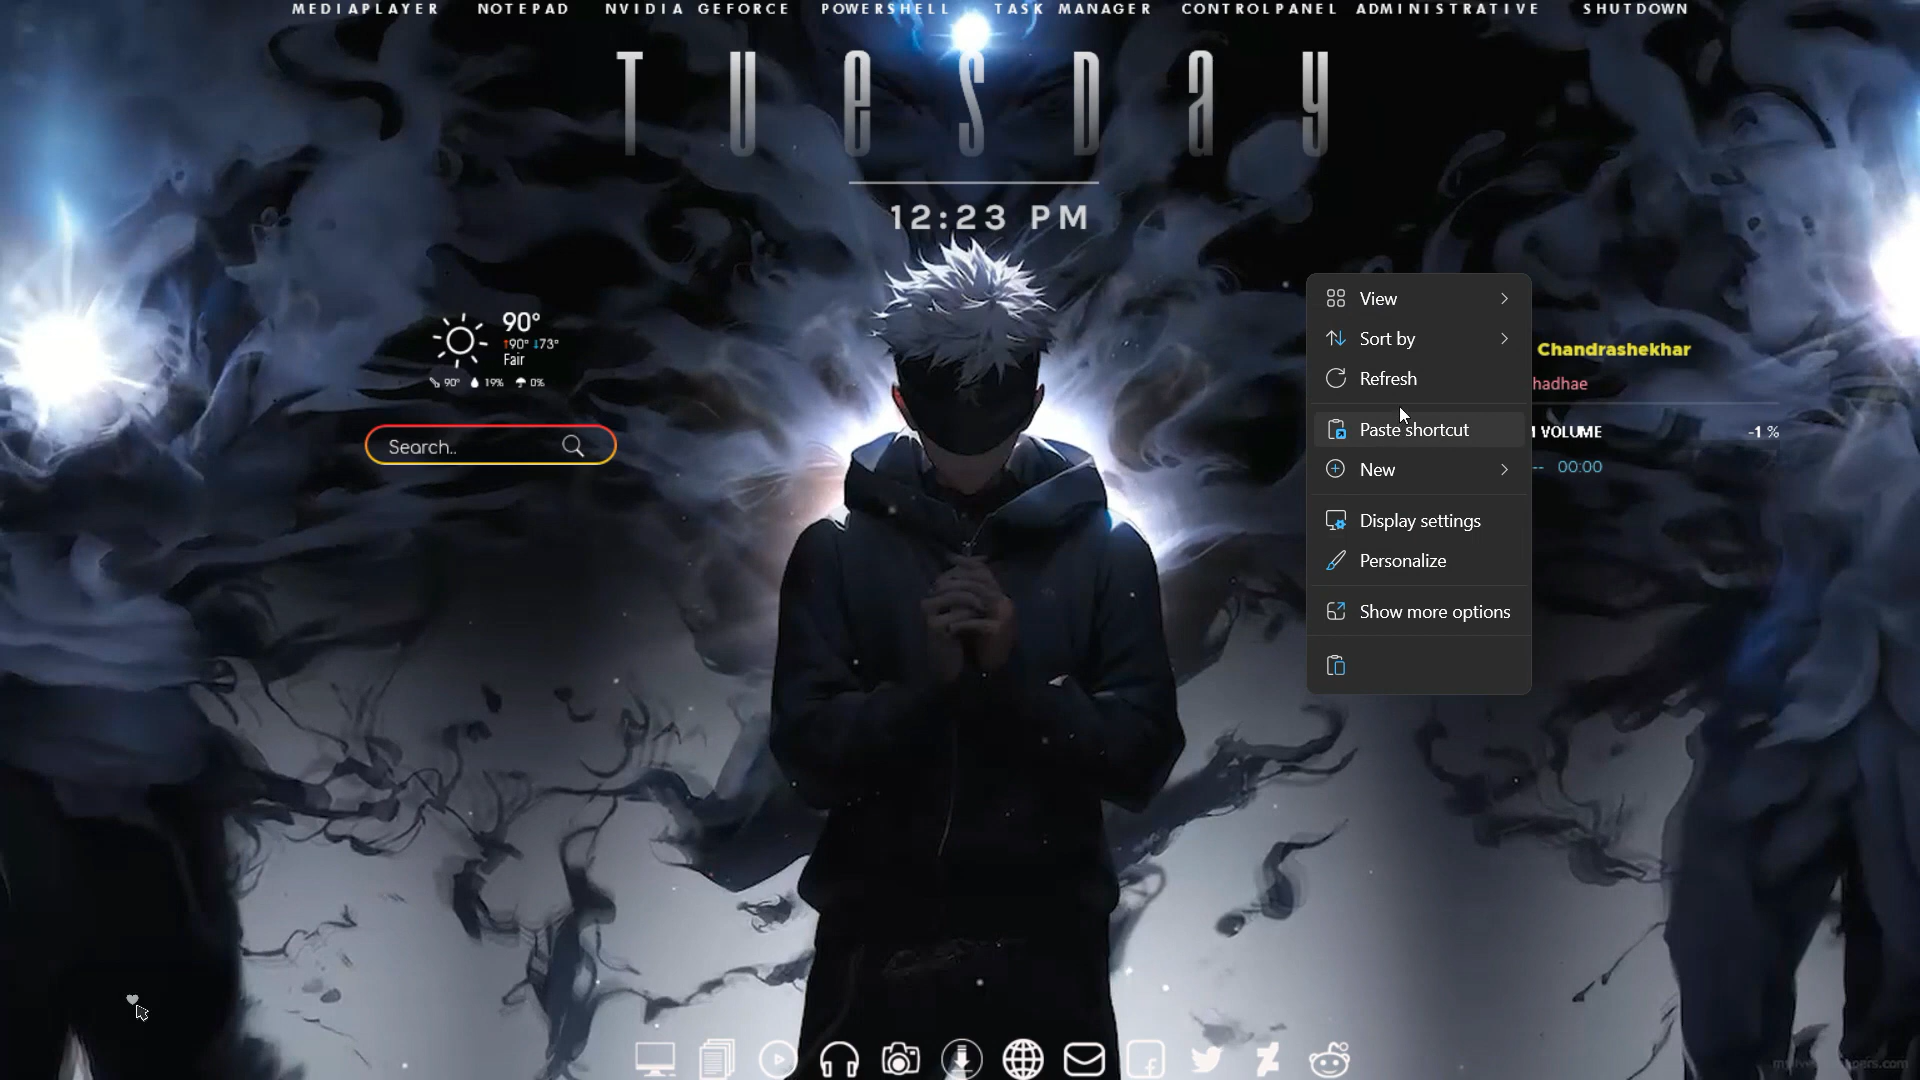 MEDIAPLAYER NOTEPAD NVIDIA GEFORCE POWERSHELL TASK MANAGER CONTROLPANEL ADMINISTRATIVE SHUTDOWN
TUESDAY
12:23 PM
90°
↑90° ↓73°
Fair
90° 19% 0%
Search..
View
Sort by
Refresh
Paste shortcut
New
Display settings
Personalize
Show more options
Chandrashekhar
hadhae
VOLUME -1 %
-- 00:00